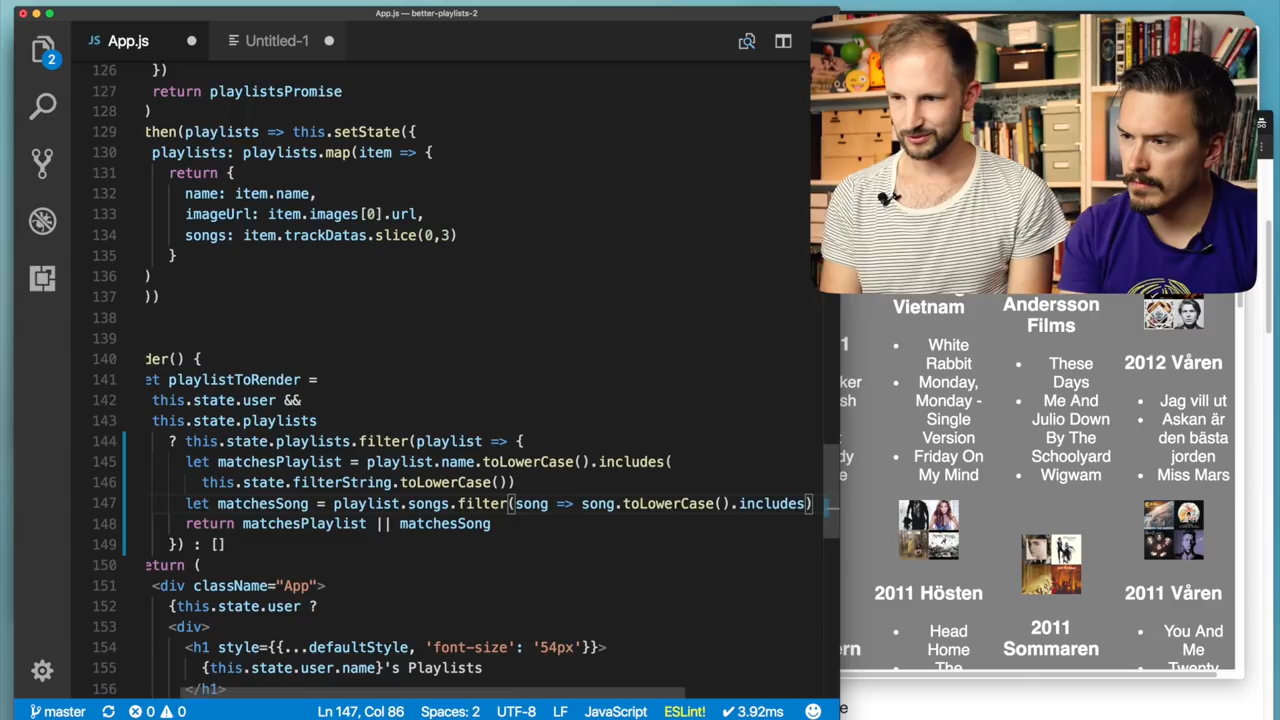 App.js — better-playlists-2
JS App.js
Untitled-1
2
126 })
127 return playlistsPromise
128 )
129 then(playlists => this.setState({
130 playlists: playlists.map(item => {
131 return {
132 name: item.name,
133 imageUrl: item.images[0].url,
134 songs: item.trackDatas.slice(0,3)
135 }
136 )
137 ))
138
139
140 der() {
141 et playlistToRender =
142 this.state.user &&
143 this.state.playlists
144 ? this.state.playlists.filter(playlist => {
145 let matchesPlaylist = playlist.name.toLowerCase().includes(
146 this.state.filterString.toLowerCase())
147 let matchesSong = playlist.songs.filter(song => song.toLowerCase().includes)
148 return matchesPlaylist || matchesSong
149 }) : []
150 eturn (
151 <div className="App">
152 {this.state.user ?
153 <div>
154 <h1 style={{...defaultStyle, 'font-size': '54px'}}>
155 {this.state.user.name}'s Playlists
156 </h1>
master
0
0
Ln 147, Col 86
Spaces: 2
UTF-8
LF
JavaScript
ESLint!
3.92ms
Vietnam
White
Rabbit
Monday,
Monday -
Single
Version
Friday On
My Mind
2011 Hösten
Head
Home
The
Andersson
Films
These
Days
Me And
Julio Down
By The
Schoolyard
Wigwam
2011
Sommaren
2012 Våren
Jag vill ut
Askan är
den bästa
jorden
Miss Mars
2011 Våren
You And
Me
Twenty